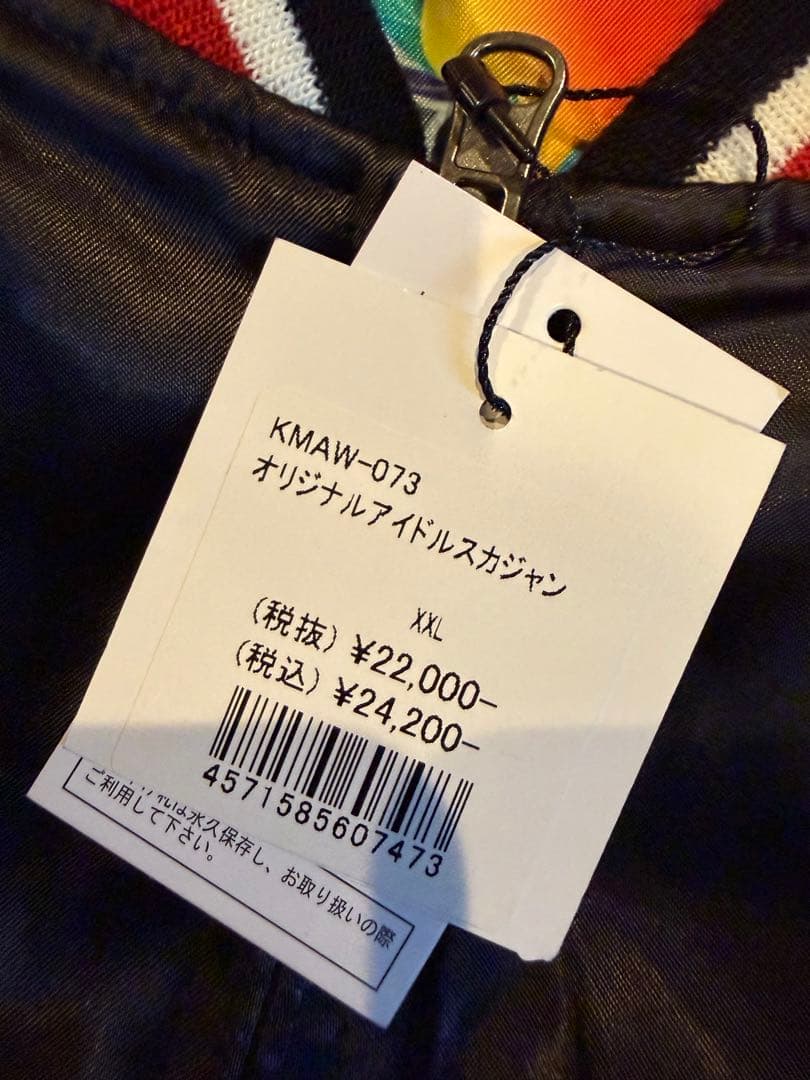 KMAW-073
オリジナルアイドルスカジャン
XXL
(税抜) ¥22,000-
(税込) ¥24,200-
4571585607473
は永久保存し、お取り扱いの際
ご利用して下さい。